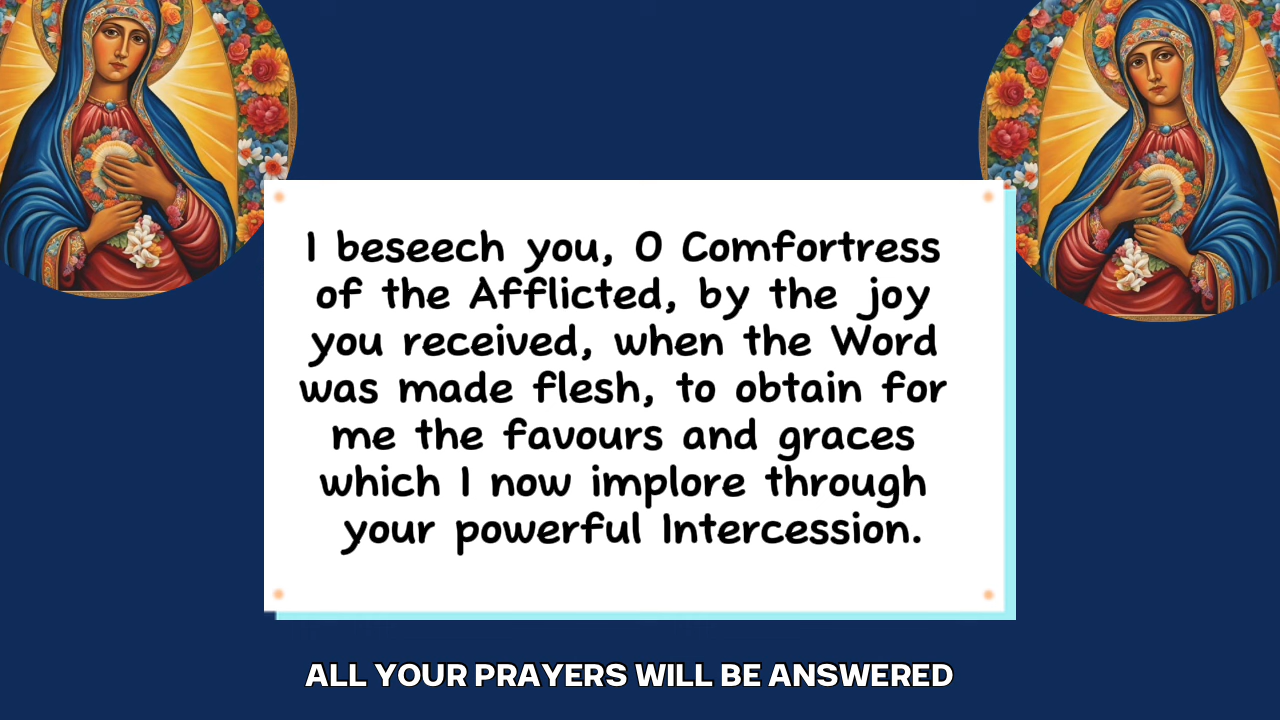 I beseech you, O Comfortress
of the Afflicted, by the joy
you received, when the Word
was made flesh, to obtain for
me the favours and graces
which I now implore through
your powerful Intercession.
ALL YOUR PRAYERS WILL BE ANSWERED